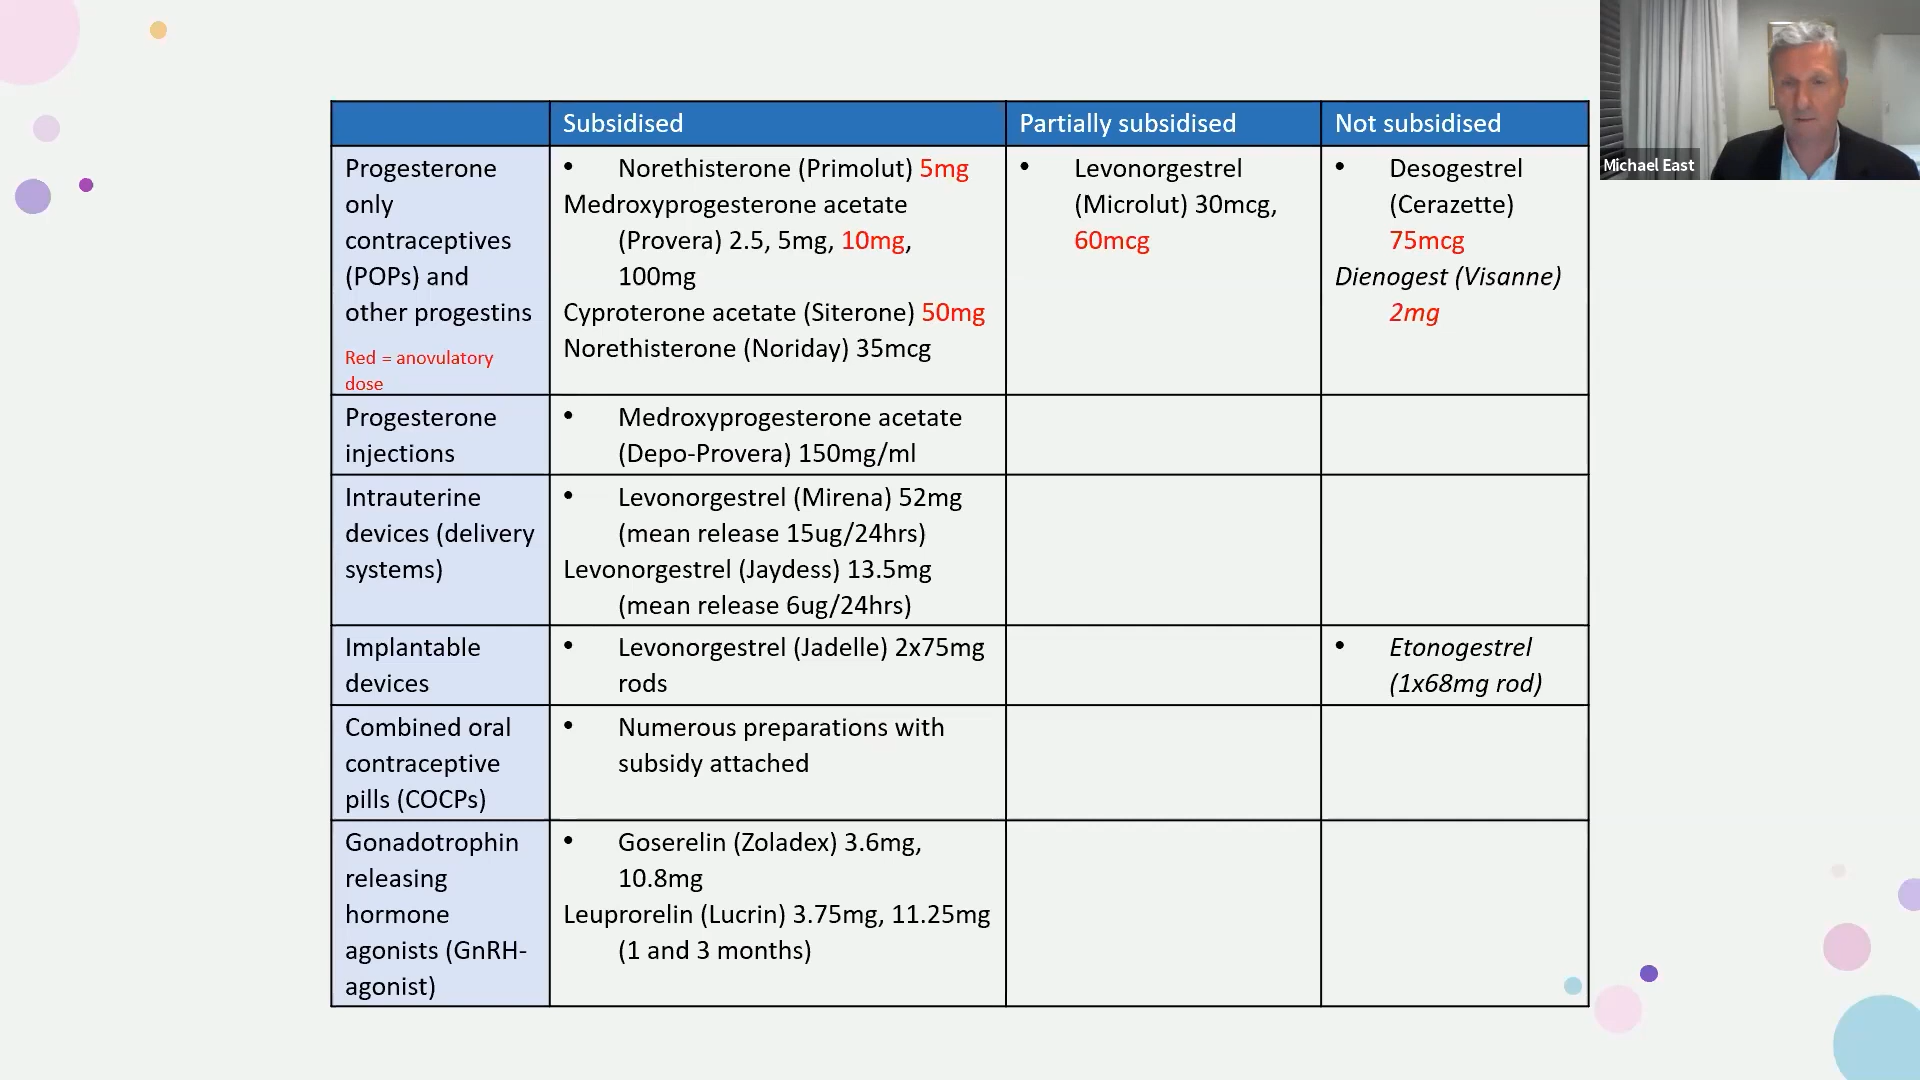 Subsidised
Partially subsidised
Not subsidised
Progesterone
only
contraceptives
(POPs) and
other progestins
Red = anovulatory
dose
• Norethisterone (Primolut) 5mg
Medroxyprogesterone acetate
(Provera) 2.5, 5mg, 10mg,
100mg
Cyproterone acetate (Siterone) 50mg
Norethisterone (Noriday) 35mcg
• Levonorgestrel
(Microlut) 30mcg,
60mcg
• Desogestrel
(Cerazette)
75mcg
Dienogest (Visanne)
2mg
Progesterone
injections
• Medroxyprogesterone acetate
(Depo-Provera) 150mg/ml
Intrauterine
devices (delivery
systems)
• Levonorgestrel (Mirena) 52mg
(mean release 15ug/24hrs)
Levonorgestrel (Jaydess) 13.5mg
(mean release 6ug/24hrs)
Implantable
devices
• Levonorgestrel (Jadelle) 2x75mg
rods
• Etonogestrel
(1x68mg rod)
Combined oral
contraceptive
pills (COCPs)
• Numerous preparations with
subsidy attached
Gonadotrophin
releasing
hormone
agonists (GnRH-
agonist)
• Goserelin (Zoladex) 3.6mg,
10.8mg
Leuprorelin (Lucrin) 3.75mg, 11.25mg
(1 and 3 months)
Michael East